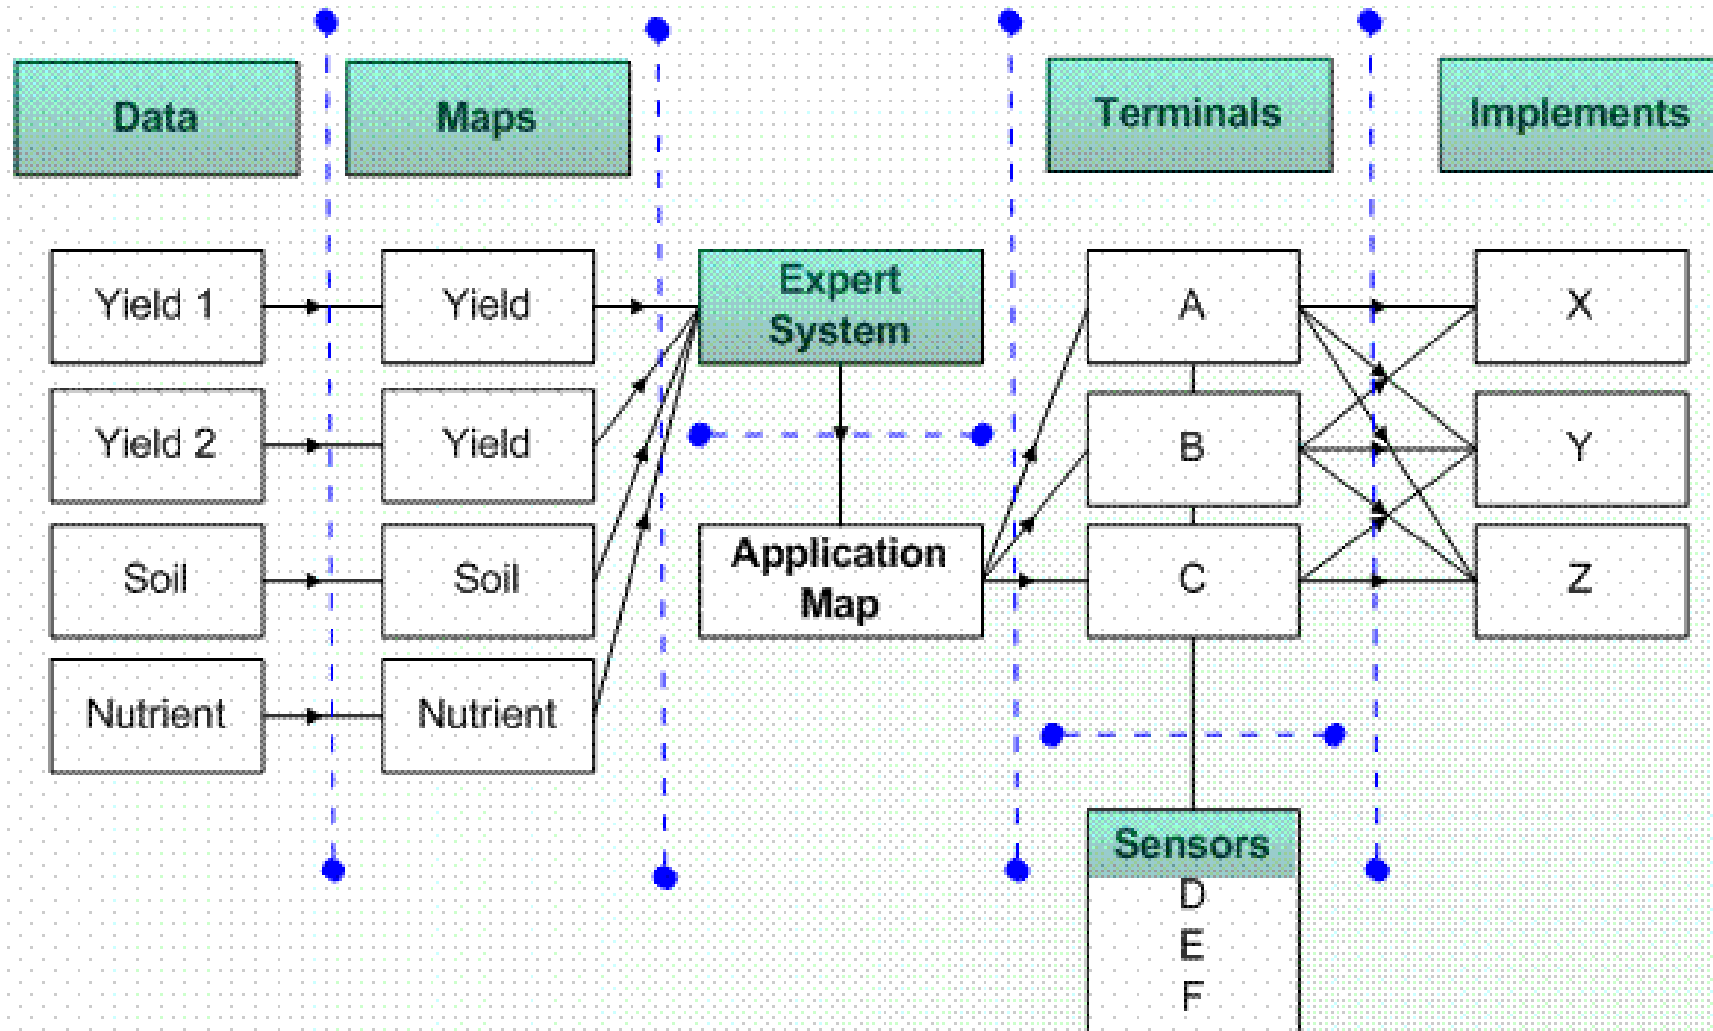 Data
Maps
Terminals
Implements
Yield 1
Yield
Expert
System
A
X
Yield 2
Yield
B
Y
Soil
Soil
Application
Map
C
Z
Nutrient
Nutrient
Sensors
D
E
F